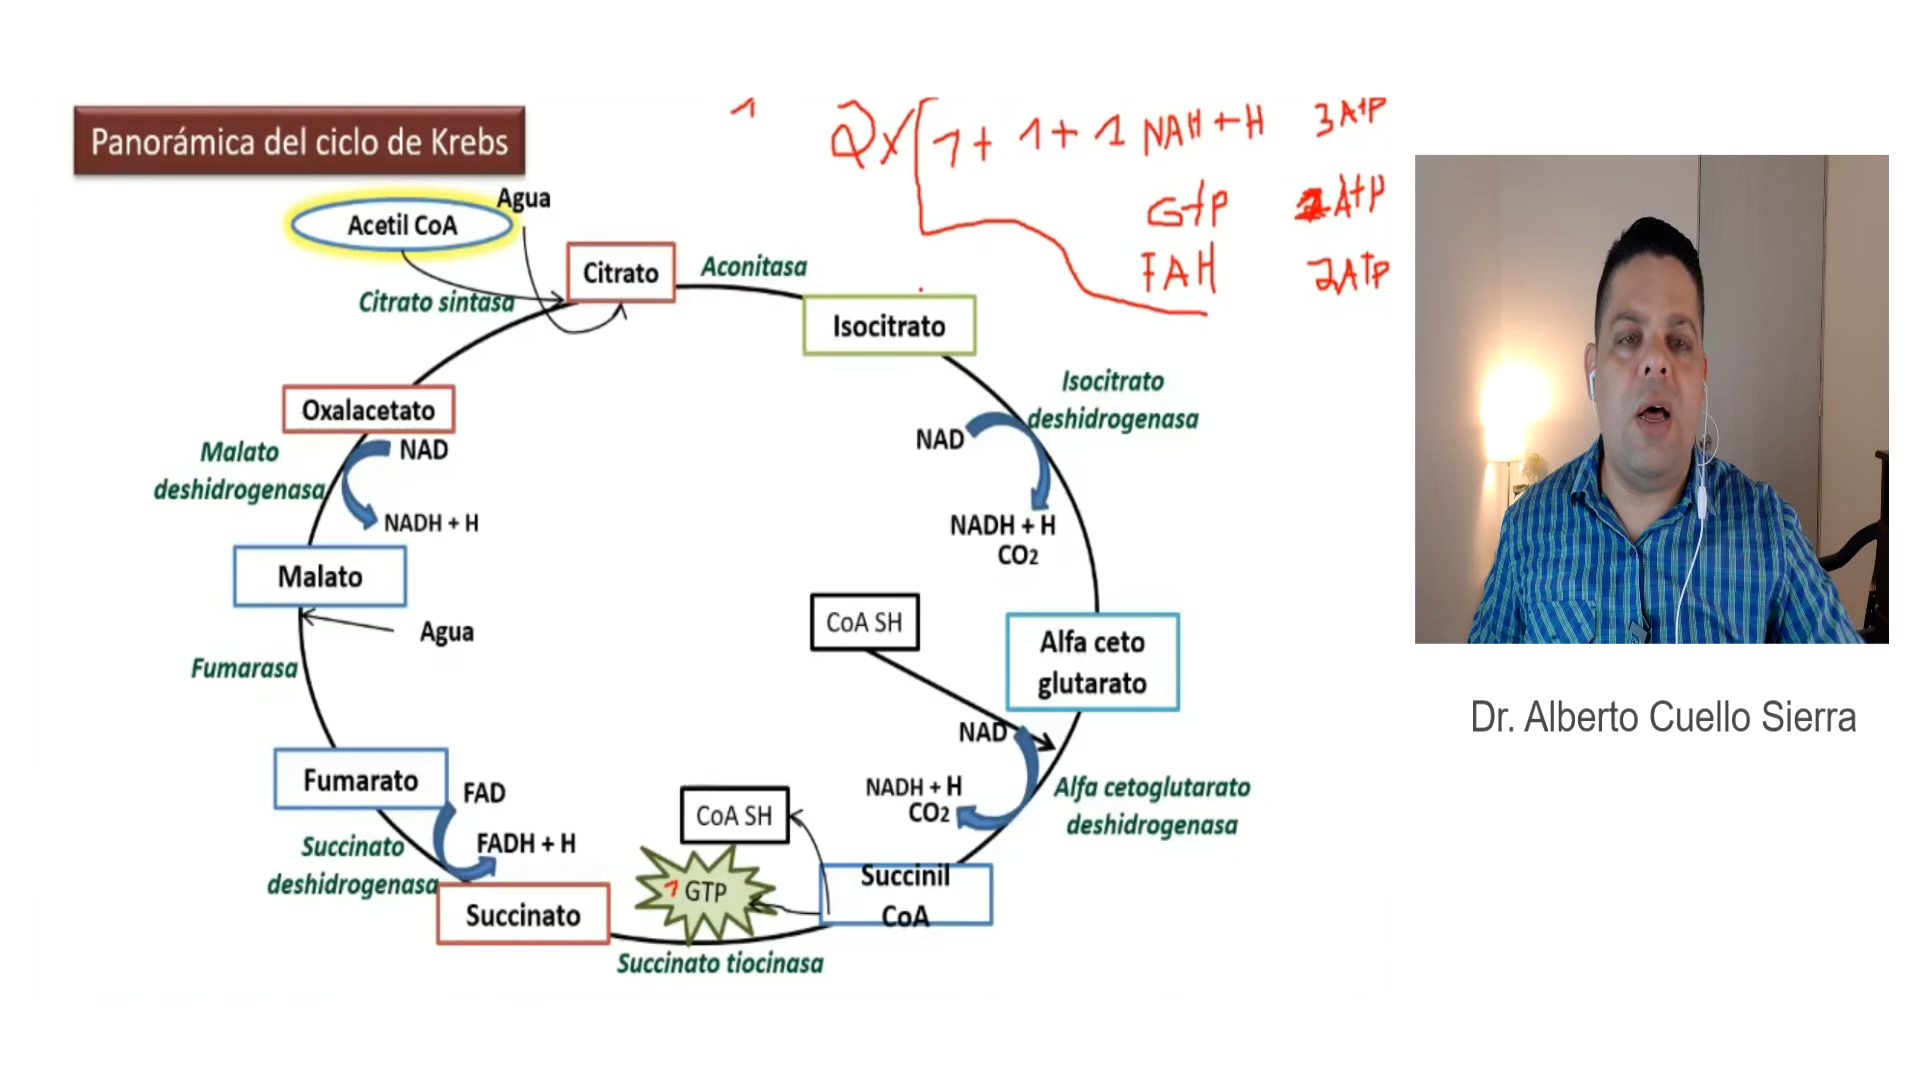 Panorámica del ciclo de Krebs
1
2x 1+ 1+ 1 NAH+H 3 Atp
Gtp Atp
FAH 2 Atp
Agua
Acetil CoA
Citrato sintasa
Citrato
Aconitasa
Isocitrato
Isocitrato
deshidrogenasa
NAD
NADH + H
CO2
Alfa ceto
glutarato
CoA SH
NAD
NADH + H
CO2
Alfa cetoglutarato
deshidrogenasa
Succinil
CoA
CoA SH
1 GTP
Succinato tiocinasa
Succinato
Succinato
deshidrogenasa
FAD
FADH + H
Fumarato
Fumarasa
Agua
Malato
Malato
deshidrogenasa
NAD
NADH + H
Oxalacetato
Dr. Alberto Cuello Sierra